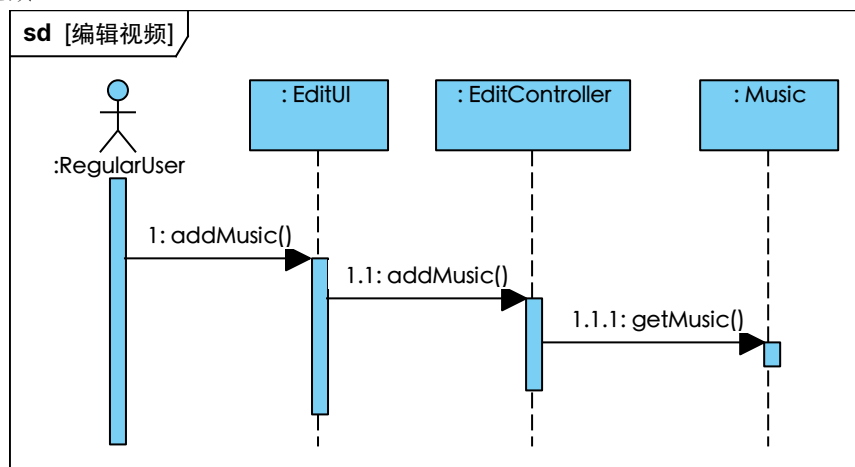 sd [编辑视频]
: EditUI
: EditController
: Music
:RegularUser
1: addMusic()
1.1: addMusic()
1.1.1: getMusic()